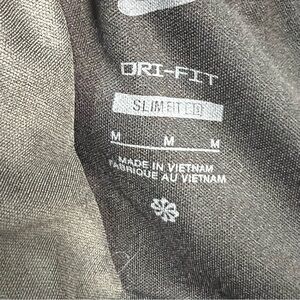 DRI-FIT
SLIM FIT
M M M
MADE IN VIETNAM
FABRIQUE AU VIETNAM